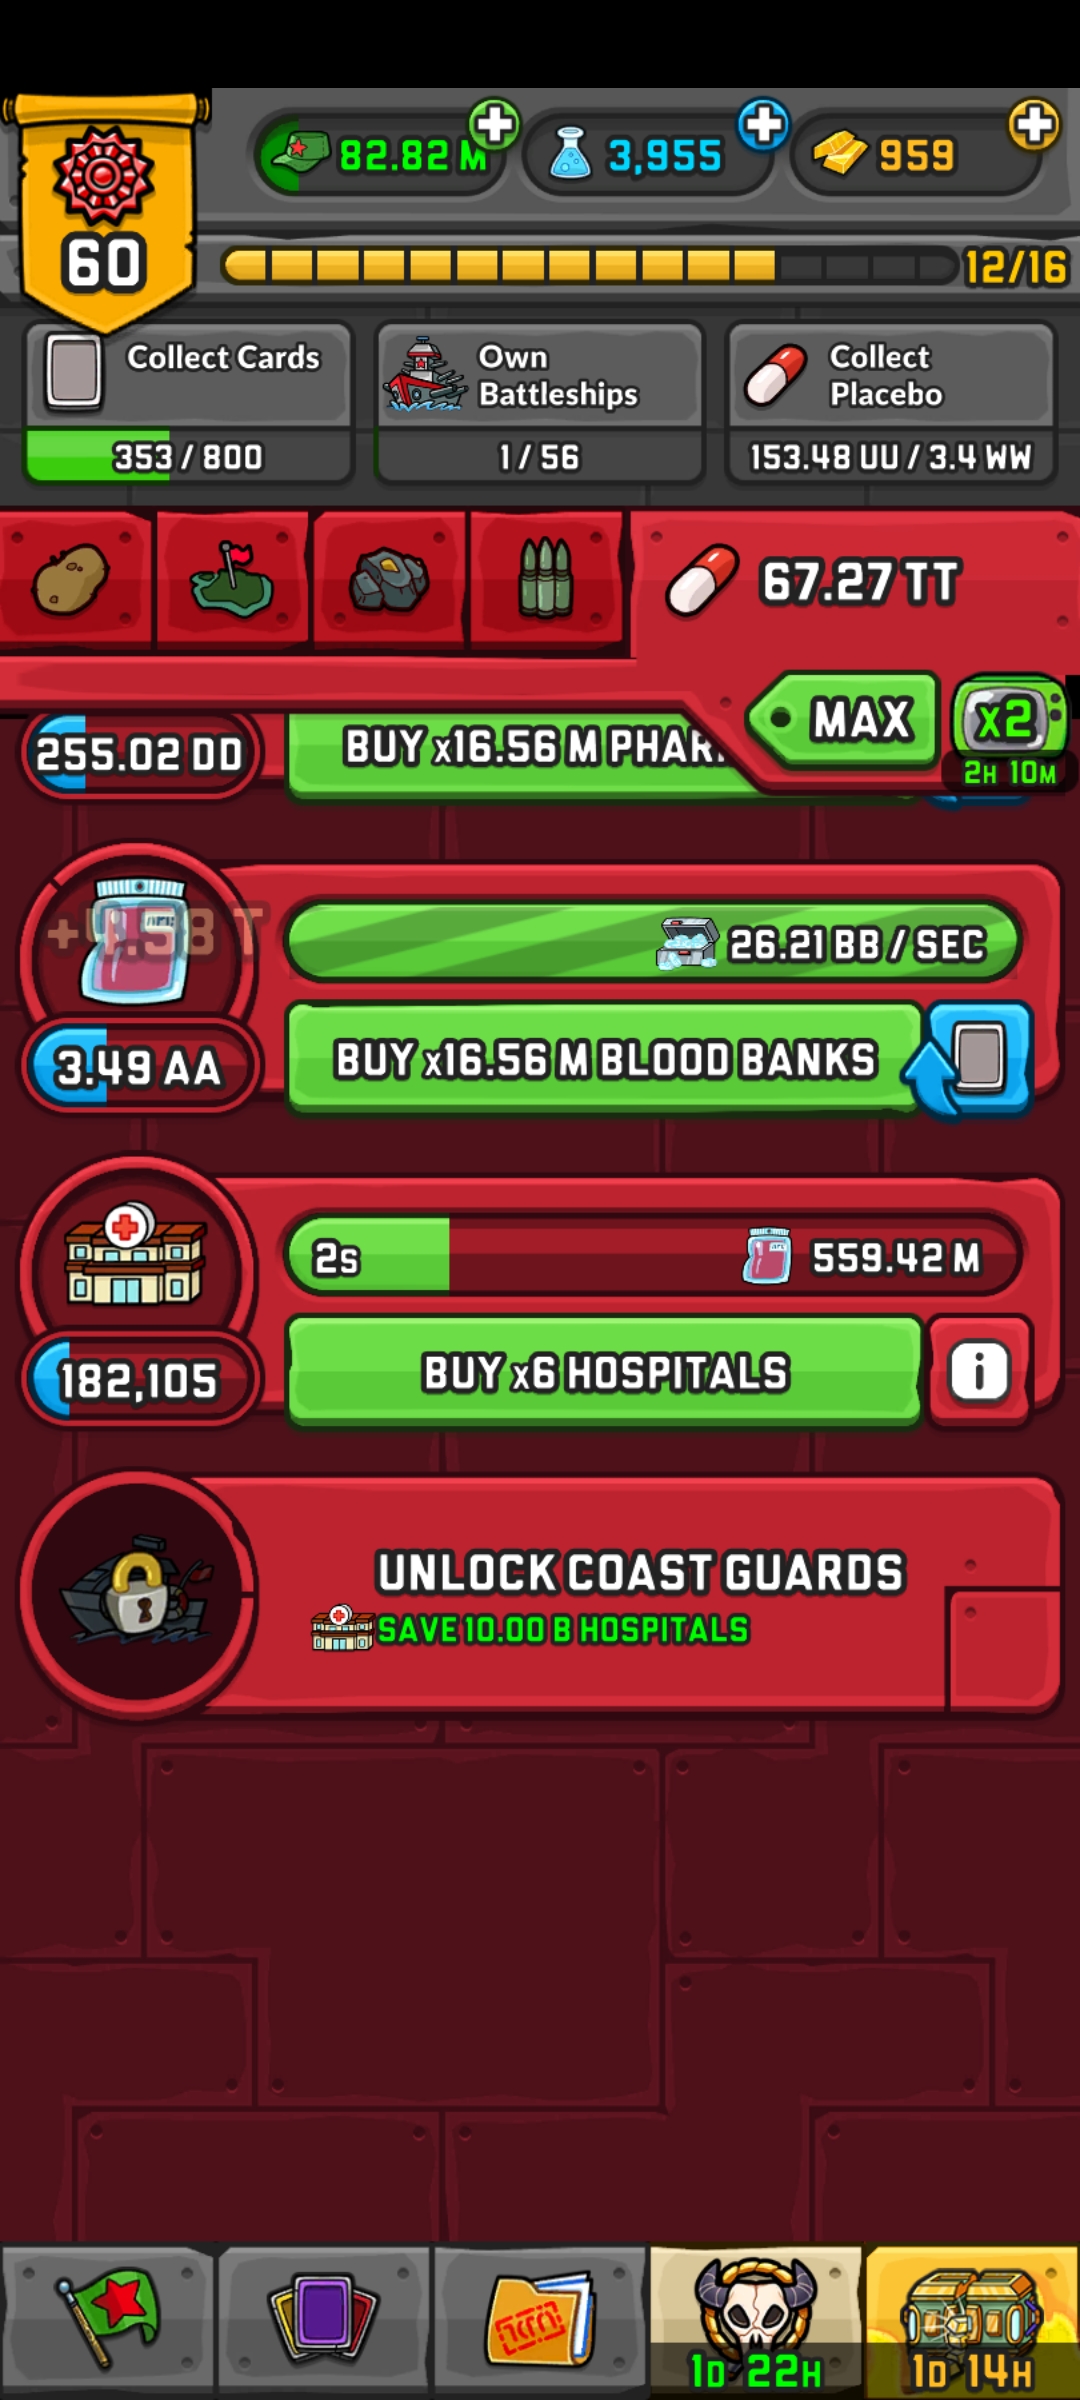 82.82 M
3,955
959
60
12/16
Collect Cards
353 / 800
Own
Battleships
1 / 56
Collect
Placebo
153.48 UU / 3.4 WW
67.27 TT
MAX
x2
2H 10M
255.02 DD
BUY x16.56 M
26.21 BB / SEC
3.49 AA
BUY x16.56 M BLOOD BANKS
2s
559.42 M
182,105
BUY x6 HOSPITALS
i
UNLOCK COAST GUARDS
SAVE 10.00 B HOSPITALS
1D 22H
1D 14H